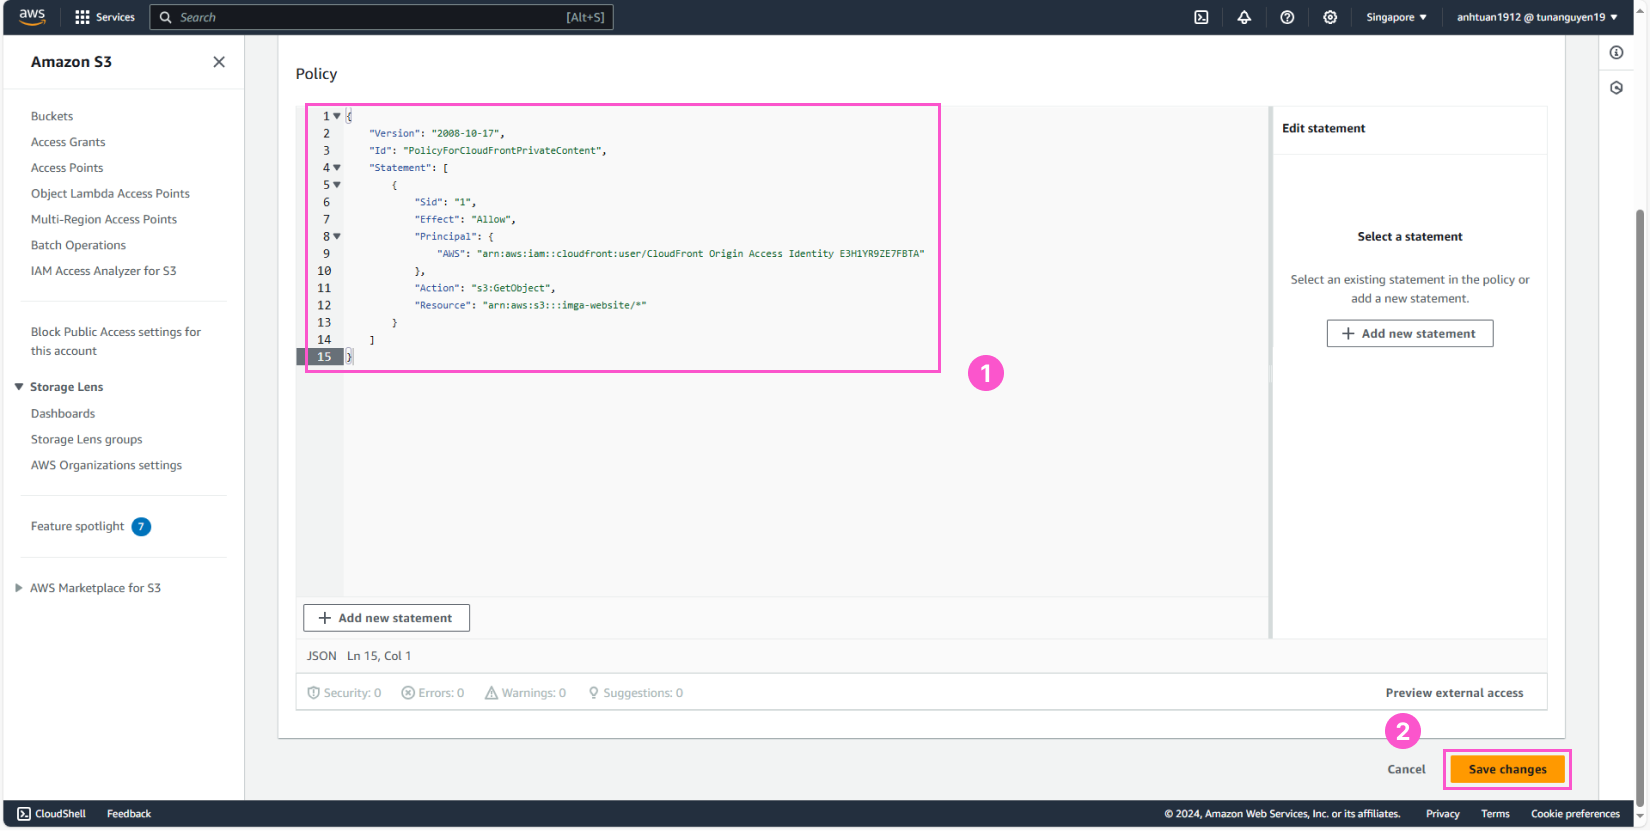 aws
Services
Search
[Alt+S]
Singapore ▼
anhtuan1912 @ tunanguyen19 ▼
Amazon S3
Buckets
Access Grants
Access Points
Object Lambda Access Points
Multi-Region Access Points
Batch Operations
IAM Access Analyzer for S3
Block Public Access settings for
this account
Storage Lens
Dashboards
Storage Lens groups
AWS Organizations settings
Feature spotlight 7
AWS Marketplace for S3
Policy
1 {
2 "Version": "2008-10-17",
3 "Id": "PolicyForCloudFrontPrivateContent",
4 "Statement": [
5 {
6 "Sid": "1",
7 "Effect": "Allow",
8 "Principal": {
9 "AWS": "arn:aws:iam::cloudfront:user/CloudFront Origin Access Identity E3H1YR9ZE7FBTA"
10 },
11 "Action": "s3:GetObject",
12 "Resource": "arn:aws:s3:::imga-website/*"
13 }
14 ]
15 }
1
+ Add new statement
JSON Ln 15, Col 1
Security: 0 Errors: 0 Warnings: 0 Suggestions: 0
Preview external access
Edit statement
Select a statement
Select an existing statement in the policy or
add a new statement.
+ Add new statement
2
Cancel
Save changes
CloudShell Feedback
© 2024, Amazon Web Services, Inc. or its affiliates. Privacy Terms Cookie preferences